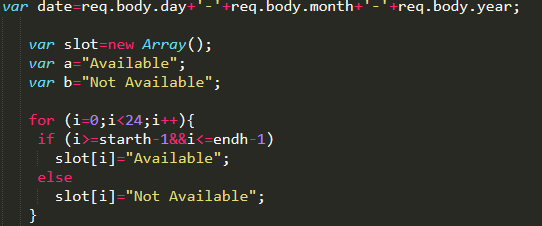 var date=req.body.day+'-'+req.body.month+'-'+req.body.year;
var slot=new Array();
var a="Available";
var b="Not Available";
for (i=0;i<24;i++){
if (i>=starth-1&&i<=endh-1)
slot[i]="Available";
else
slot[i]="Not Available";
}